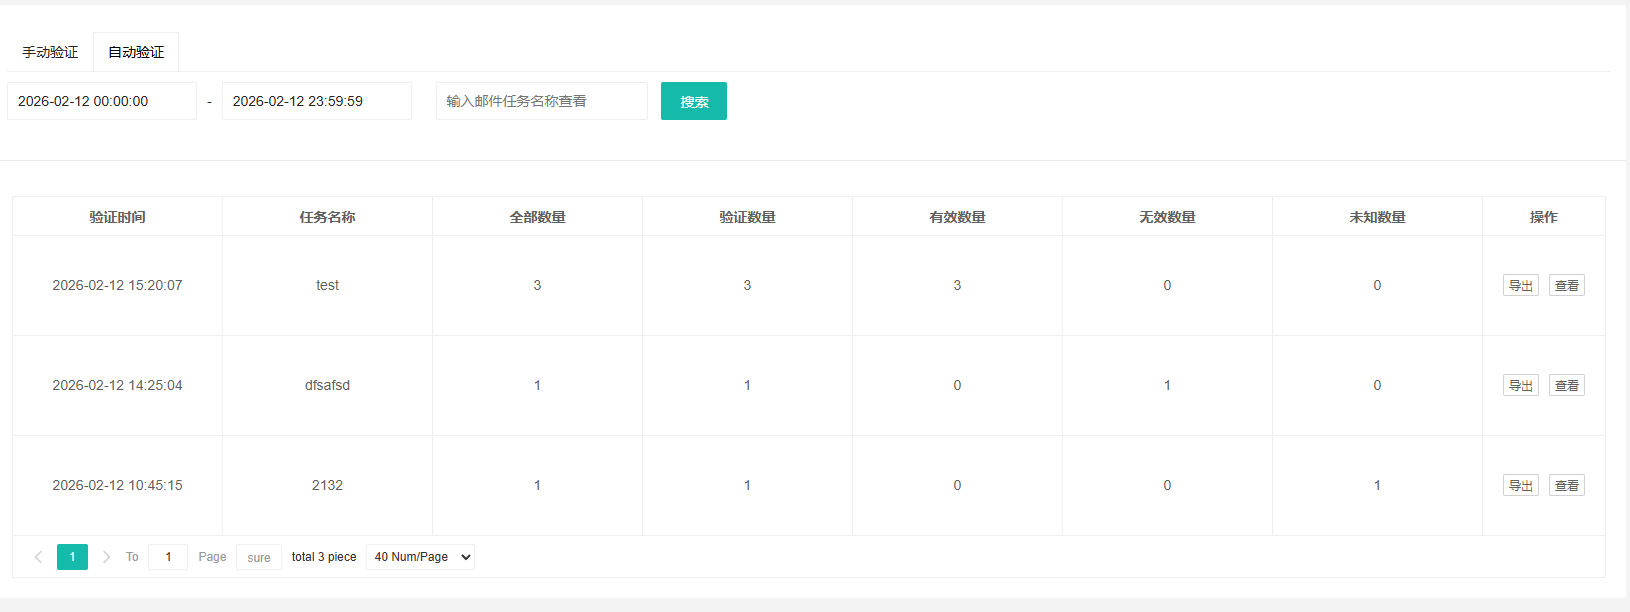 手动验证 自动验证
2026-02-12 00:00:00 - 2026-02-12 23:59:59 输入邮件任务名称查看 搜索
验证时间 任务名称 全部数量 验证数量 有效数量 无效数量 未知数量 操作
2026-02-12 15:20:07 test 3 3 3 0 0 导出 查看
2026-02-12 14:25:04 dfsafsd 1 1 0 1 0 导出 查看
2026-02-12 10:45:15 2132 1 1 0 0 1 导出 查看
1 To 1 Page sure total 3 piece 40 Num/Page